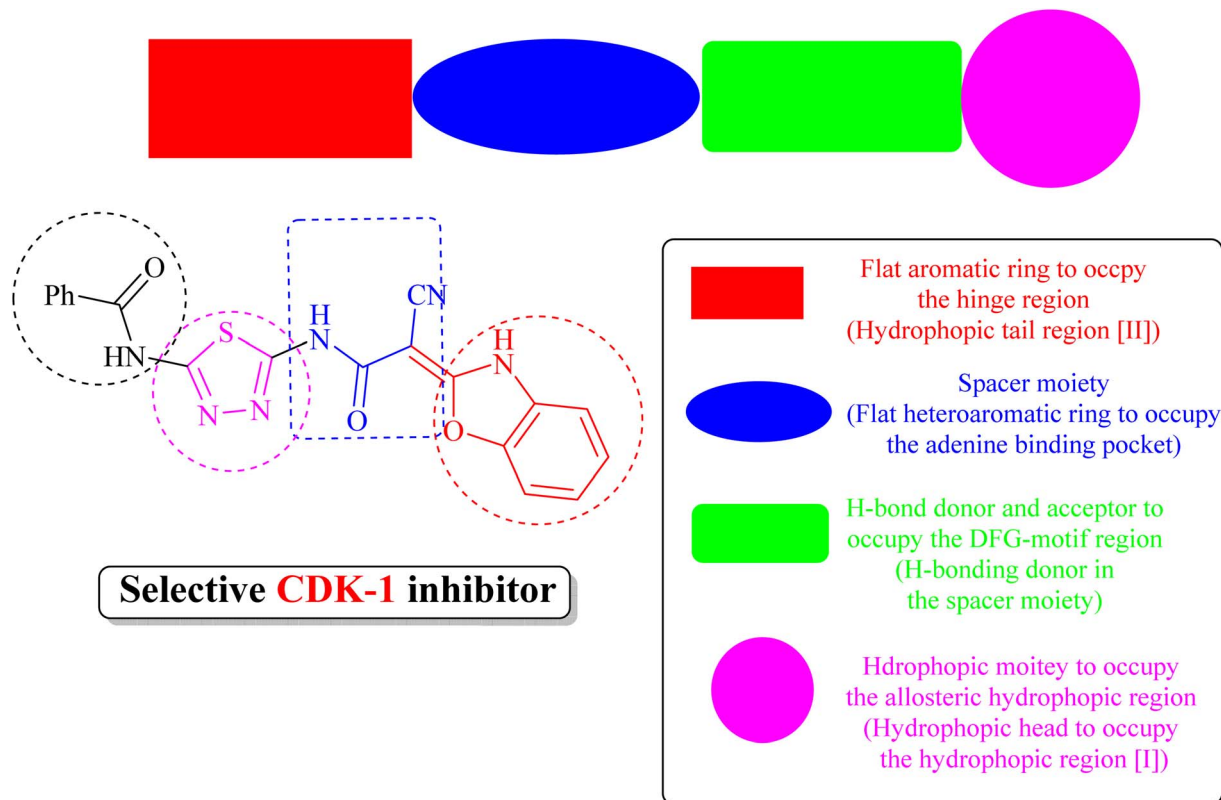 O
Ph
HN
S
N
N
H
N
O
CN
H
N
O
Selective CDK-1 inhibitor
Flat aromatic ring to occpy
the hinge region
(Hydrophopic tail region [II])
Spacer moiety
(Flat heteroaromatic ring to occupy
the adenine binding pocket)
H-bond donor and acceptor to
occupy the DFG-motif region
(H-bonding donor in
the spacer moiety)
Hdrophopic moitey to occupy
the allosteric hydrophopic region
(Hydrophopic head to occupy
the hydrophopic region [I])